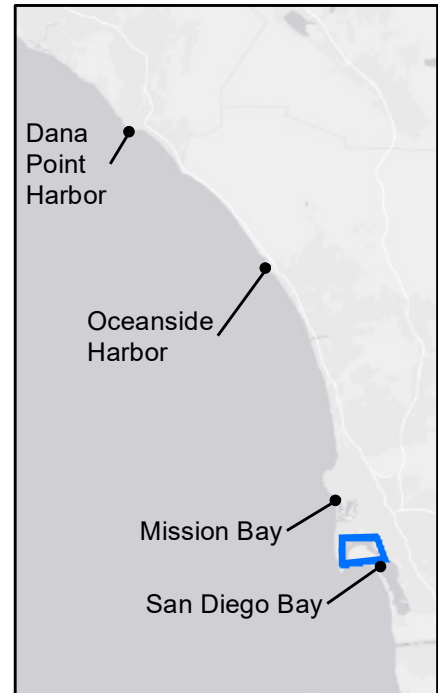 Dana
Point
Harbor
Oceanside
Harbor
Mission Bay
San Diego Bay